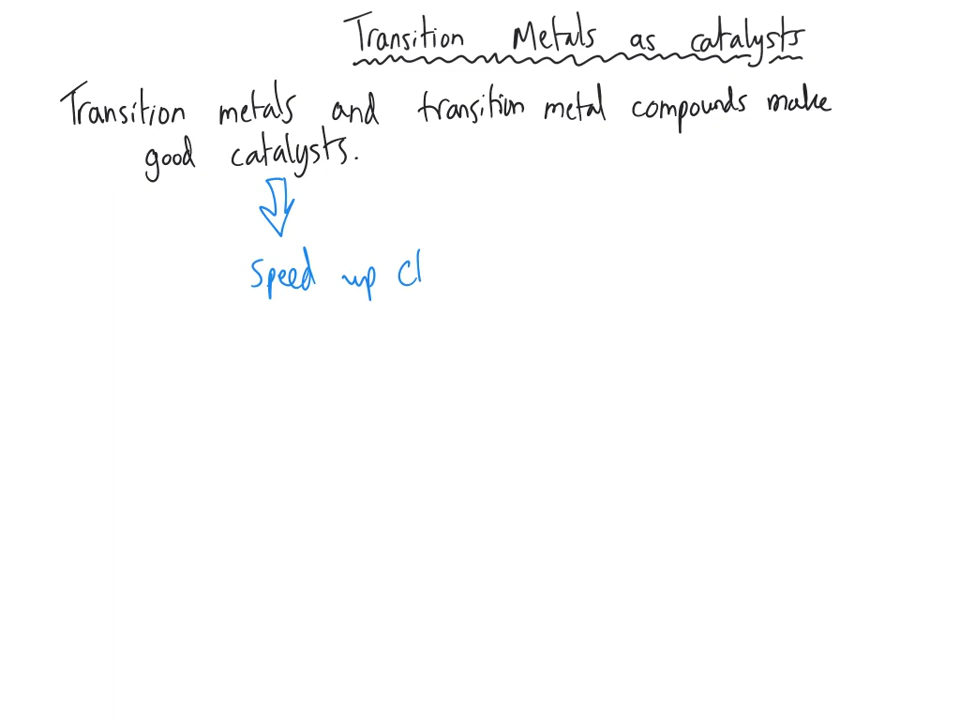 Transition Metals as catalysts
Transition metals and transition metal compounds make
good catalysts.
Speed up